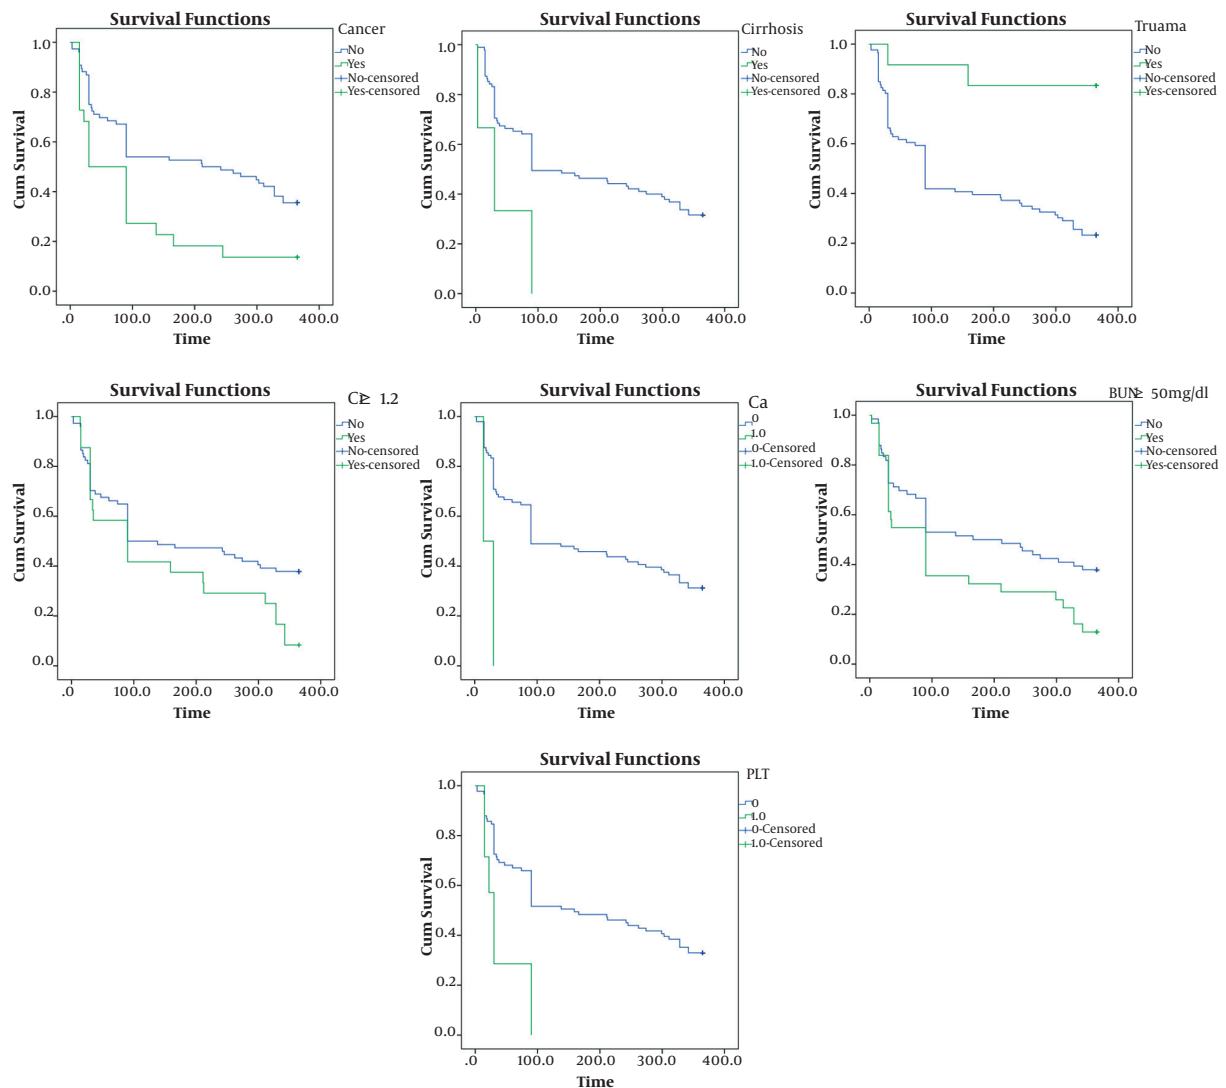 Survival Functions
Cancer
No
Yes
No-censored
Yes-censored
Cum Survival
1.0
0.8
0.6
0.4
0.2
0.0
.0 100.0 200.0 300.0 400.0
Time
Survival Functions
Cirrhosis
No
Yes
No-censored
Yes-censored
Cum Survival
1.0
0.8
0.6
0.4
0.2
0.0
.0 100.0 200.0 300.0 400.0
Time
Survival Functions
Truama
No
Yes
No-censored
Yes-censored
Cum Survival
1.0
0.8
0.6
0.4
0.2
0.0
.0 100.0 200.0 300.0 400.0
Time
Survival Functions
Cr≥ 1.2
No
Yes
No-censored
Yes-censored
Cum Survival
1.0
0.8
0.6
0.4
0.2
0.0
.0 100.0 200.0 300.0 400.0
Time
Survival Functions
Ca
0
1.0
0-Censored
1.0-Censored
Cum Survival
1.0
0.8
0.6
0.4
0.2
0.0
.0 100.0 200.0 300.0 400.0
Time
Survival Functions
BUN≥ 50mg/dl
No
Yes
No-censored
Yes-censored
Cum Survival
1.0
0.8
0.6
0.4
0.2
0.0
.0 100.0 200.0 300.0 400.0
Time
Survival Functions
PLT
0
1.0
0-Censored
1.0-Censored
Cum Survival
1.0
0.8
0.6
0.4
0.2
0.0
.0 100.0 200.0 300.0 400.0
Time